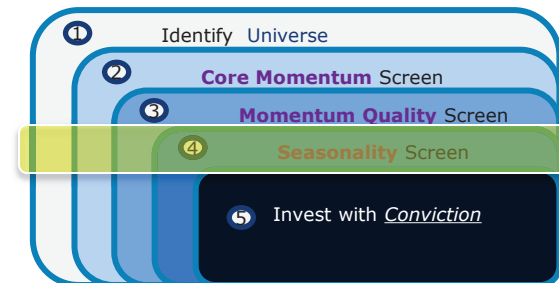 1 Identify Universe
2 Core Momentum Screen
3 Momentum Quality Screen
4 Seasonality Screen
5 Invest with Conviction